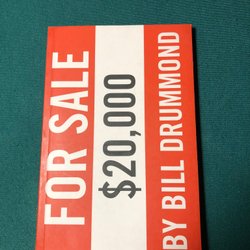 FOR SALE
$20,000
BY BILL DRUMMOND